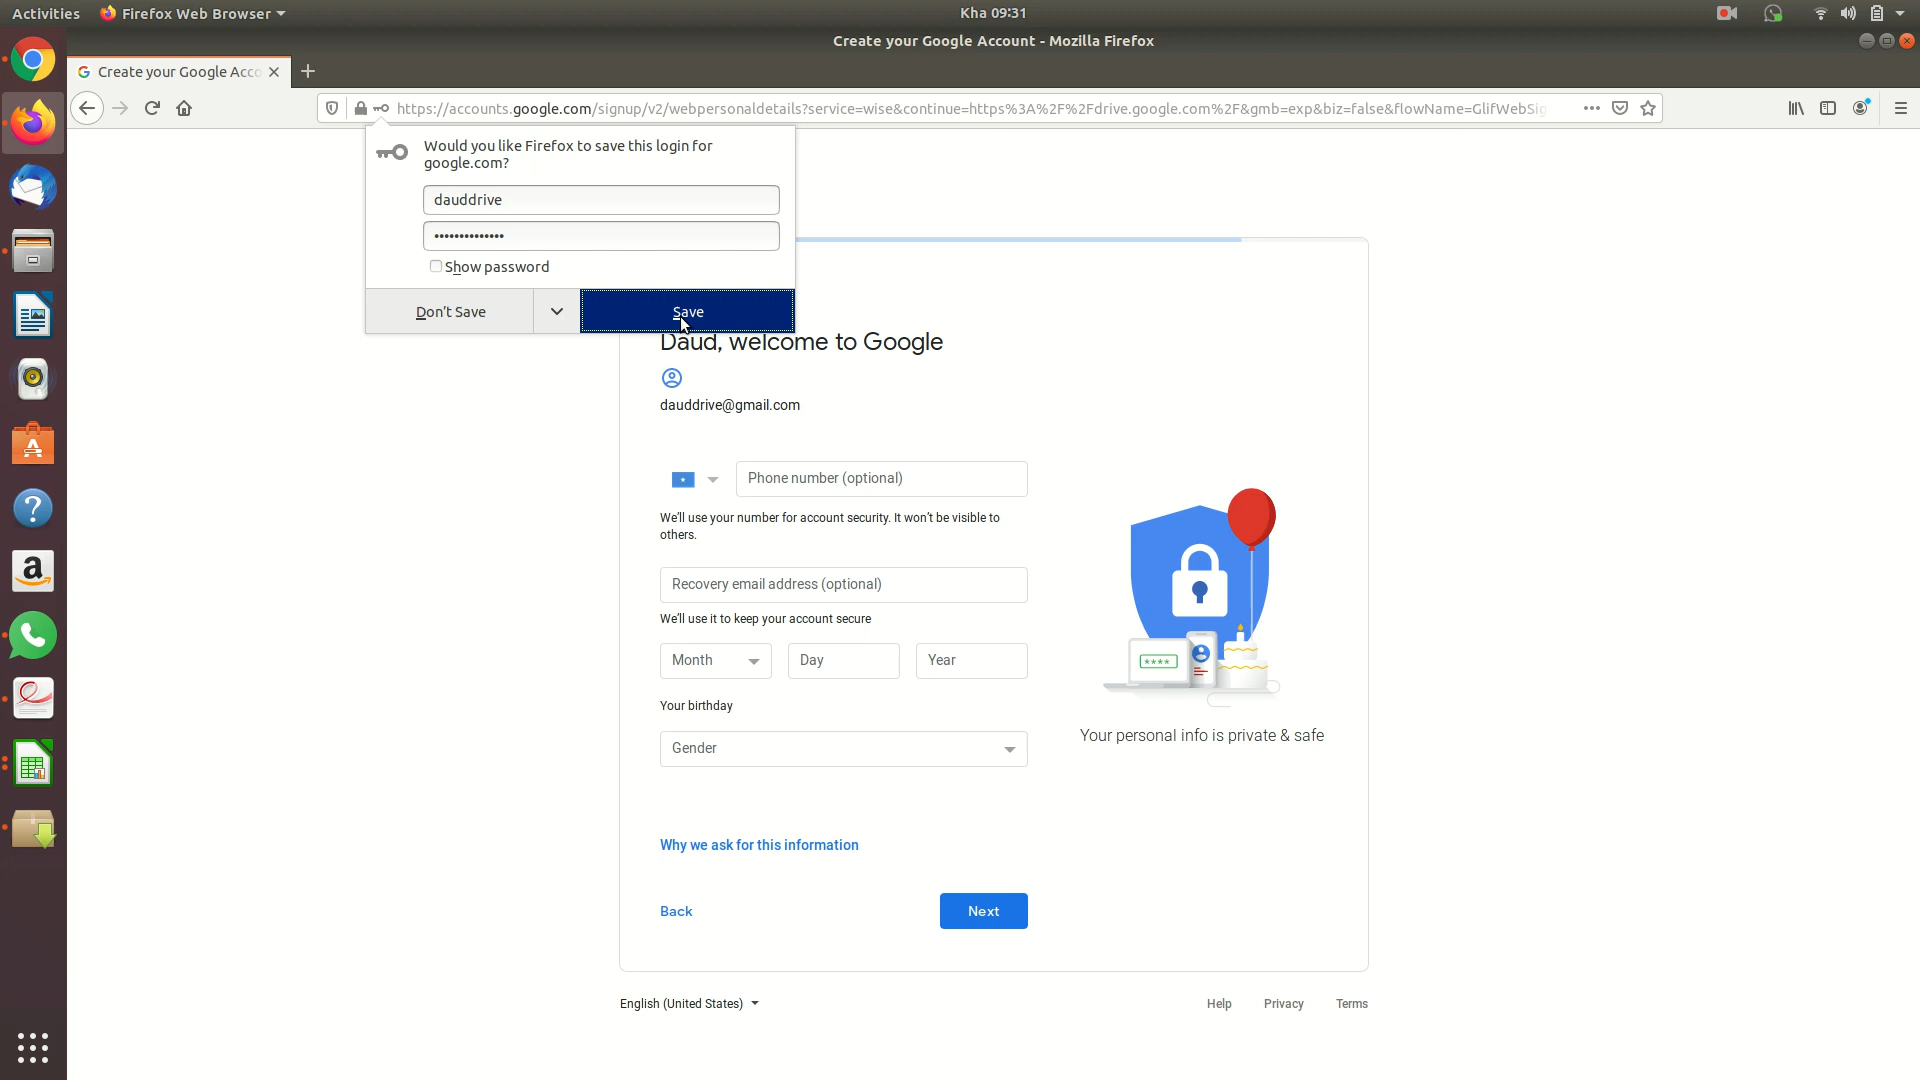 Activities
Firefox Web Browser
Kha 09:31
Create your Google Account - Mozilla Firefox
Create your Google Acco
https://accounts.google.com/signup/v2/webpersonaldetails?service=wise&continue=https%3A%2F%2Fdrive.google.com%2F&gmb=exp&biz=false&flowName=GlifWebSig
Would you like Firefox to save this login for
google.com?
dauddrive
••••••••••••••
Show password
Don't Save
Save
Daud, welcome to Google
dauddrive@gmail.com
Phone number (optional)
We'll use your number for account security. It won't be visible to
others.
Recovery email address (optional)
We'll use it to keep your account secure
Month
Day
Year
Your birthday
Gender
****
Your personal info is private & safe
Why we ask for this information
Back
Next
English (United States)
Help
Privacy
Terms